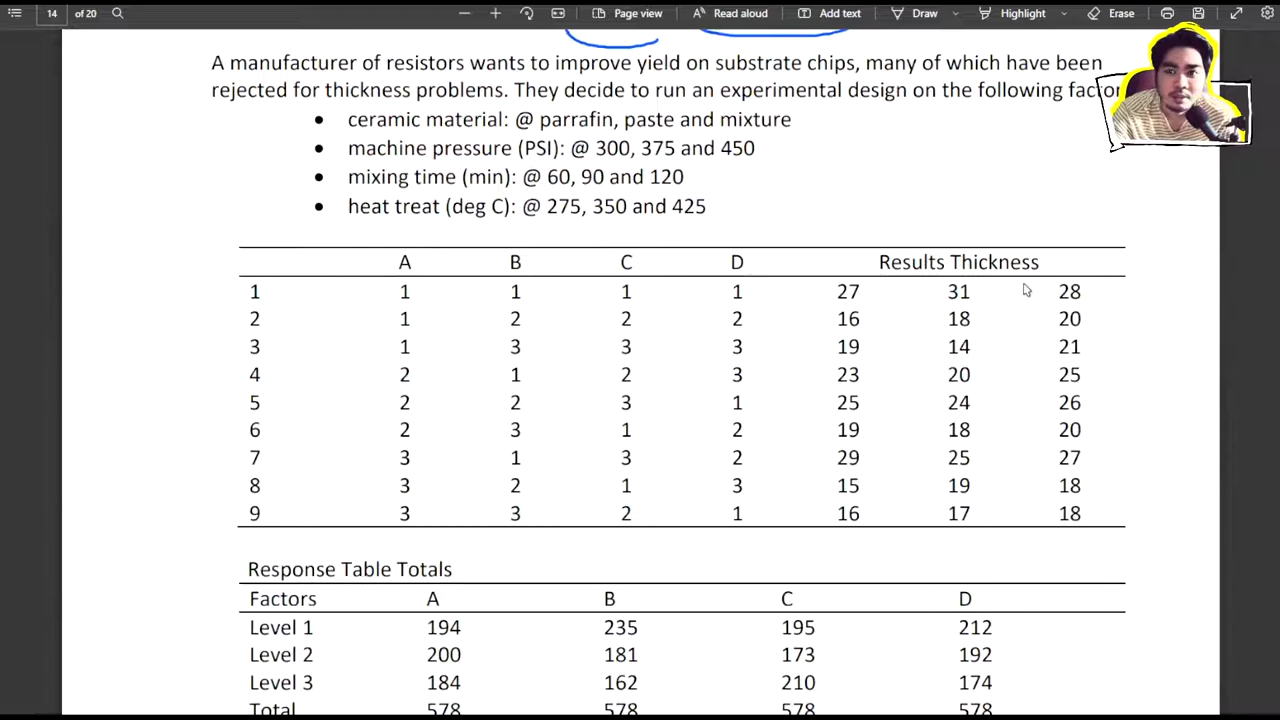 14 of 20 Page view Read aloud Add text Draw Highlight Erase
A manufacturer of resistors wants to improve yield on substrate chips, many of which have been
rejected for thickness problems. They decide to run an experimental design on the following factor
• ceramic material: @ parrafin, paste and mixture
• machine pressure (PSI): @ 300, 375 and 450
• mixing time (min): @ 60, 90 and 120
• heat treat (deg C): @ 275, 350 and 425
A B C D Results Thickness
1 1 1 1 1 27 31 28
2 1 2 2 2 16 18 20
3 1 3 3 3 19 14 21
4 2 1 2 3 23 20 25
5 2 2 3 1 25 24 26
6 2 3 1 2 19 18 20
7 3 1 3 2 29 25 27
8 3 2 1 3 15 19 18
9 3 3 2 1 16 17 18
Response Table Totals
Factors A B C D
Level 1 194 235 195 212
Level 2 200 181 173 192
Level 3 184 162 210 174
Total 578 578 578 578